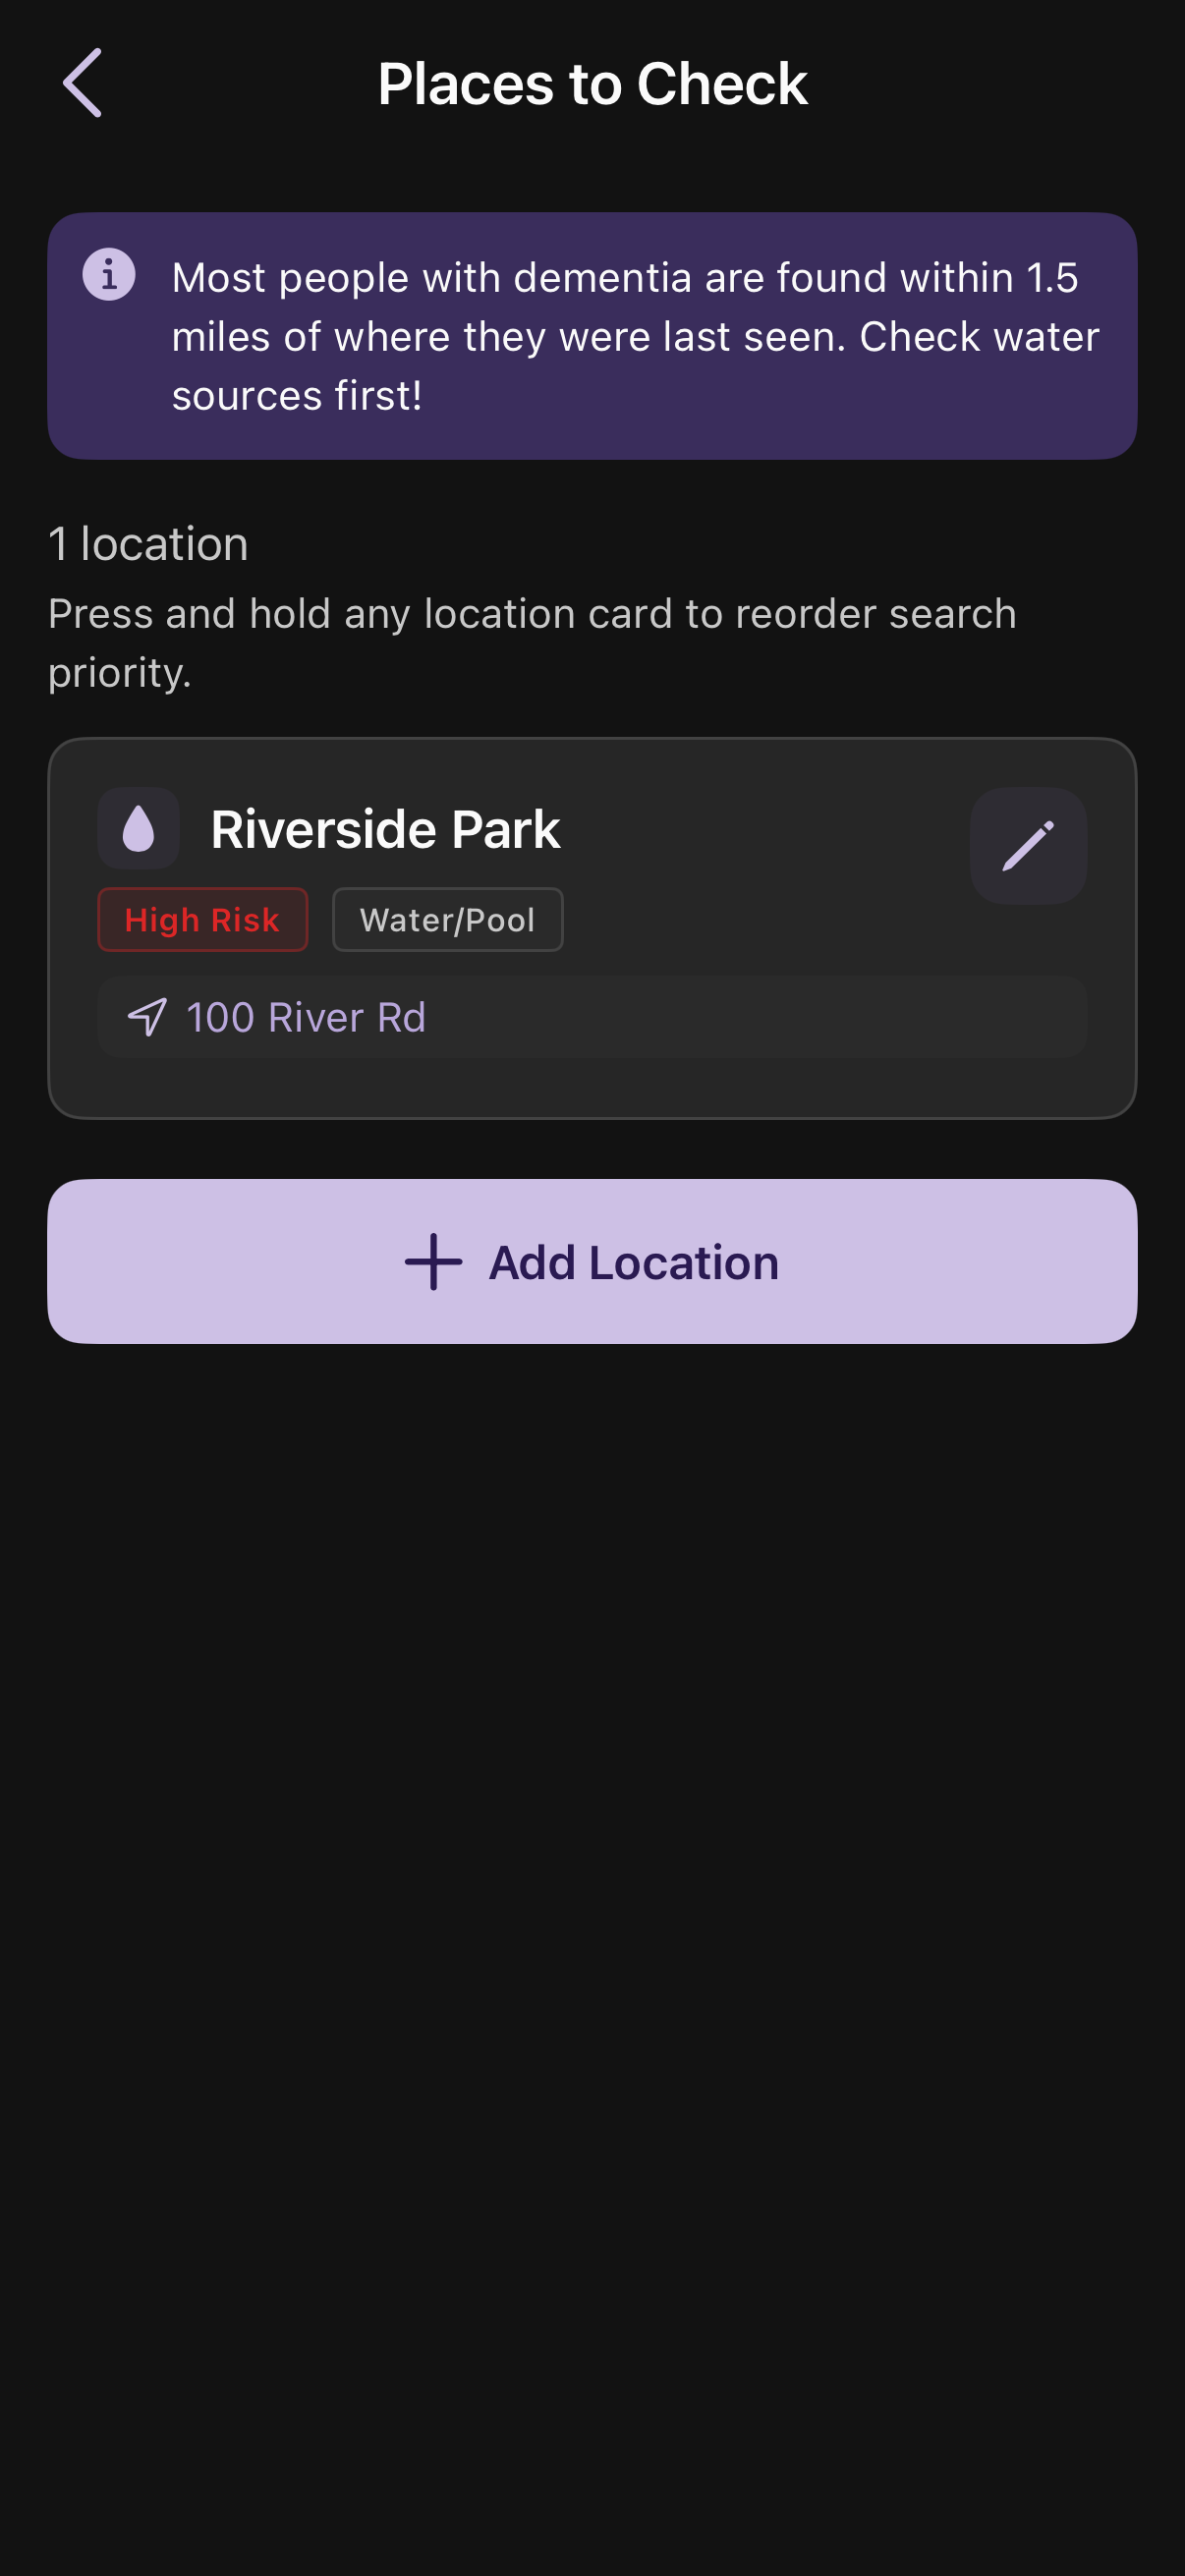 Places to Check
Most people with dementia are found within 1.5
miles of where they were last seen. Check water
sources first!
1 location
Press and hold any location card to reorder search
priority.
Riverside Park
High Risk
Water/Pool
100 River Rd
Add Location